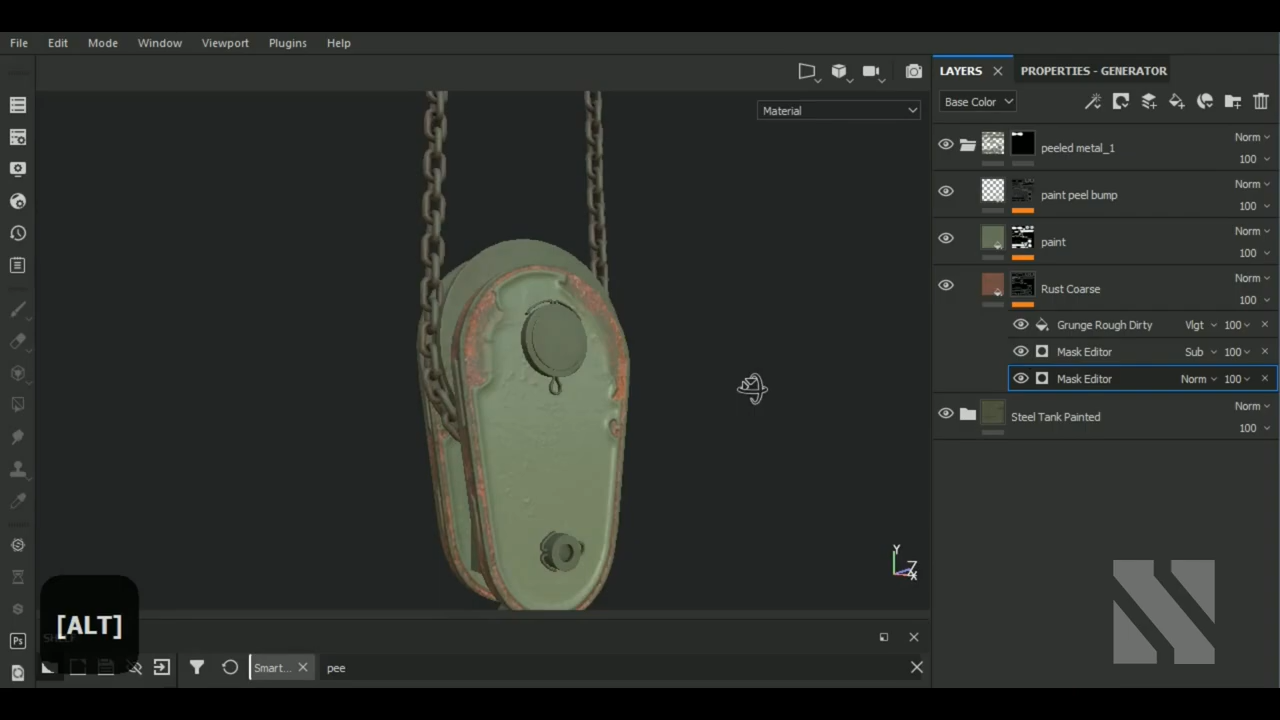 File Edit Mode Window Viewport Plugins Help
LAYERS PROPERTIES - GENERATOR
Base Color
Material
peeled metal_1 Norm
100
paint peel bump Norm
100
paint Norm
100
Rust Coarse Norm
100
Grunge Rough Dirty Vlgt 100
Mask Editor Sub 100
Mask Editor Norm 100
Steel Tank Painted Norm
100
Y
Z
X
[ALT]
Ps
Smart... pee